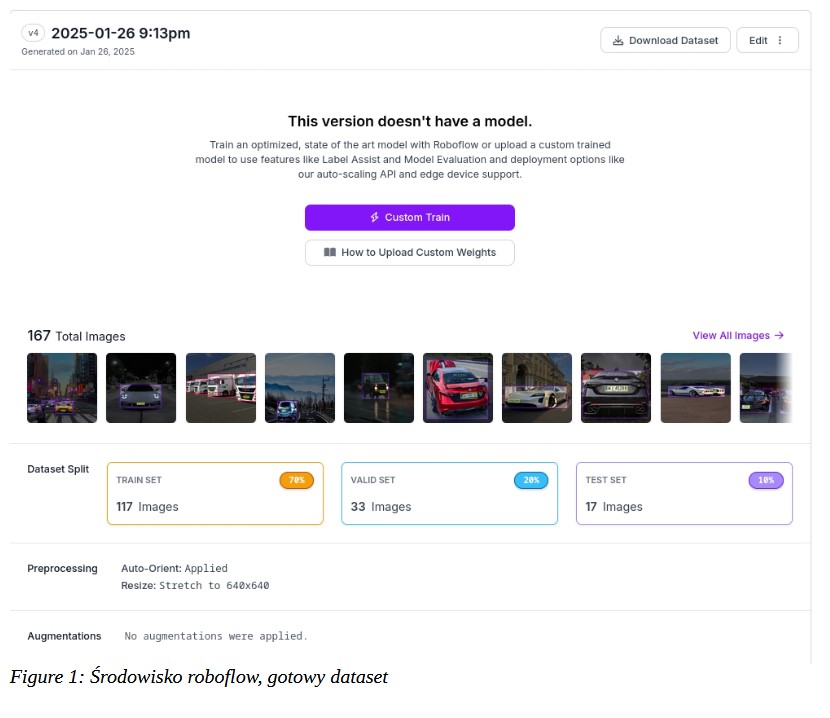 v4 2025-01-26 9:13pm
Generated on Jan 26, 2025
Download Dataset
Edit
This version doesn't have a model.
Train an optimized, state of the art model with Roboflow or upload a custom trained
model to use features like Label Assist and Model Evaluation and deployment options like
our auto-scaling API and edge device support.
Custom Train
How to Upload Custom Weights
167 Total Images
View All Images →
Dataset Split
TRAIN SET 70%
117 Images
VALID SET 20%
33 Images
TEST SET 10%
17 Images
Preprocessing
Auto-Orient: Applied
Resize: Stretch to 640x640
Augmentations
No augmentations were applied.
Figure 1: Środowisko roboflow, gotowy dataset